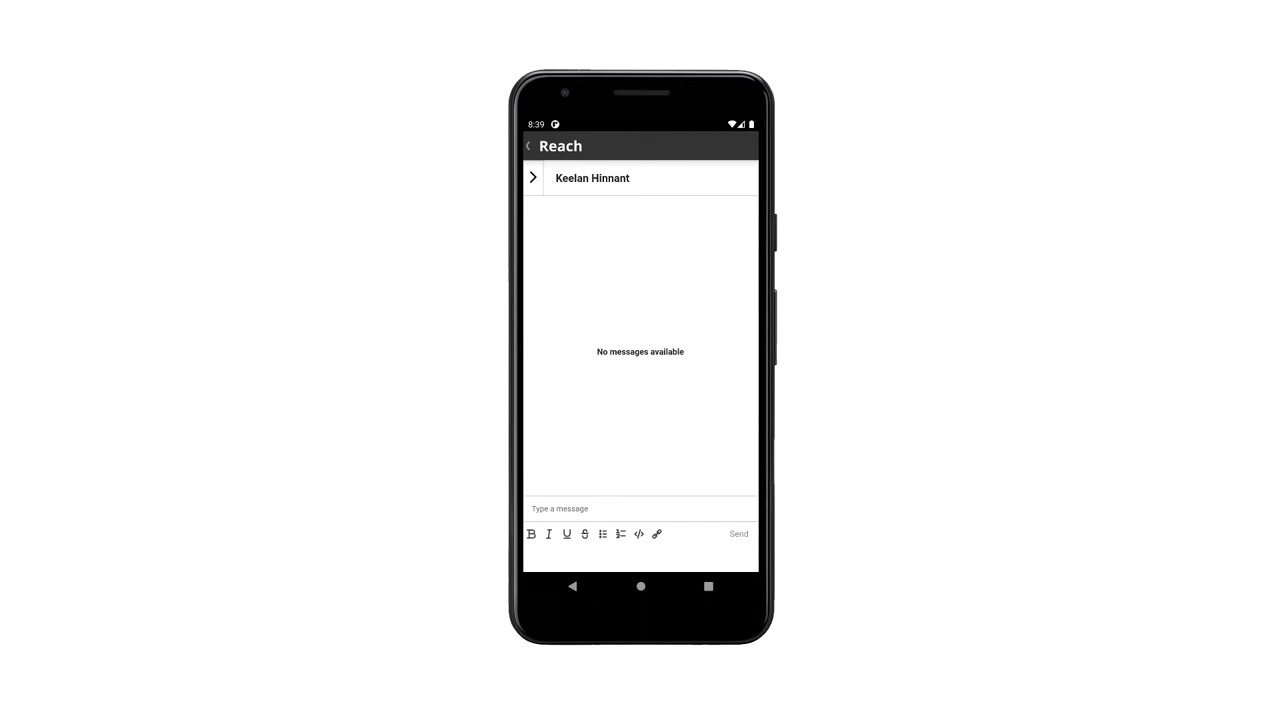 8:39
Reach
Keelan Hinnant
No messages available
Type a message
B I U S Send